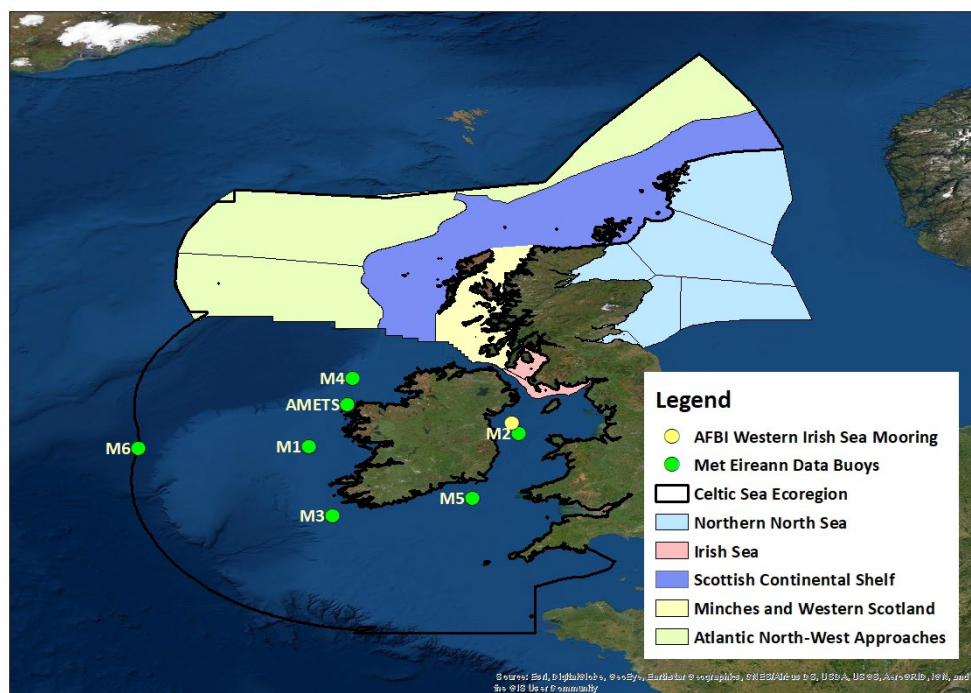 M4
AMETS
M2
M1
M6
M5
M3
Legend
AFBI Western Irish Sea Mooring
Met Eireann Data Buoys
Celtic Sea Ecoregion
Northern North Sea
Irish Sea
Scottish Continental Shelf
Minches and Western Scotland
Atlantic North-West Approaches
Sources: Esri, DigitalGlobe, GeoEye, Earthstar Geographics, CNES/Airbus DS, USDA, USGS, AeroGRID, IGN, and
the GIS User Community